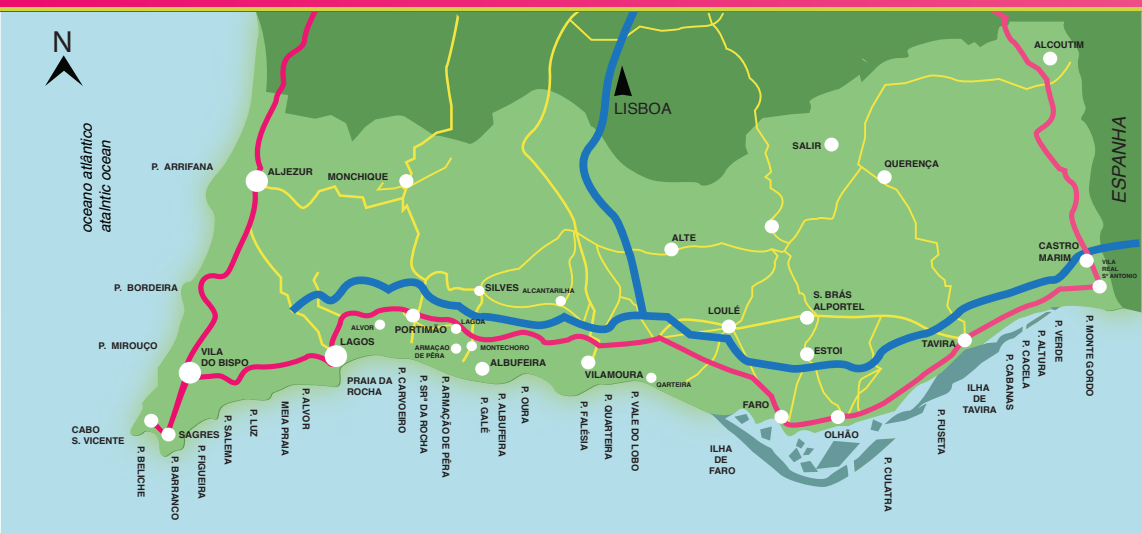 N
ALCOUTIM
LISBOA
oceano atlântico
atalntic ocean
ESPANHA
SALIR
P. ARRIFANA
ALJEZUR
MONCHIQUE
QUERENÇA
ALTE
CASTRO
MARIM
VILA
REAL
Stº ANTONIO
P. BORDEIRA
SILVES
ALCANTARILHA
S. BRÁS
ALPORTEL
LOULÉ
LAGOA
ALVOR
PORTIMÃO
P. MIROUÇO
LAGOS
ARMAÇAO
DE PÊRA
MONTECHORO
TAVIRA
VILA
DO BISPO
ESTOI
ALBUFEIRA
VILAMOURA
QARTEIRA
PRAIA DA
ROCHA
FARO
CABO
S. VICENTE
SAGRES
OLHÃO
ILHA
DE
FARO
ILHA
DE
TAVIRA
P. BELICHE
P. BARRANCO
P. FIGUEIRA
P. SALEMA
P. LUZ
MEIA PRAIA
P. ALVOR
P. CARVOEIRO
P. SRª DA ROCHA
P. ARMAÇÃO DE PÊRA
P. GALÉ
P. ALBUFEIRA
P. OURA
P. FALÉSIA
P. QUARTEIRA
P. VALE DO LOBO
P. CULATRA
P. FUSETA
P. CABANAS
P. CACELA
P. ALTURA
P. VERDE
P. MONTE GORDO